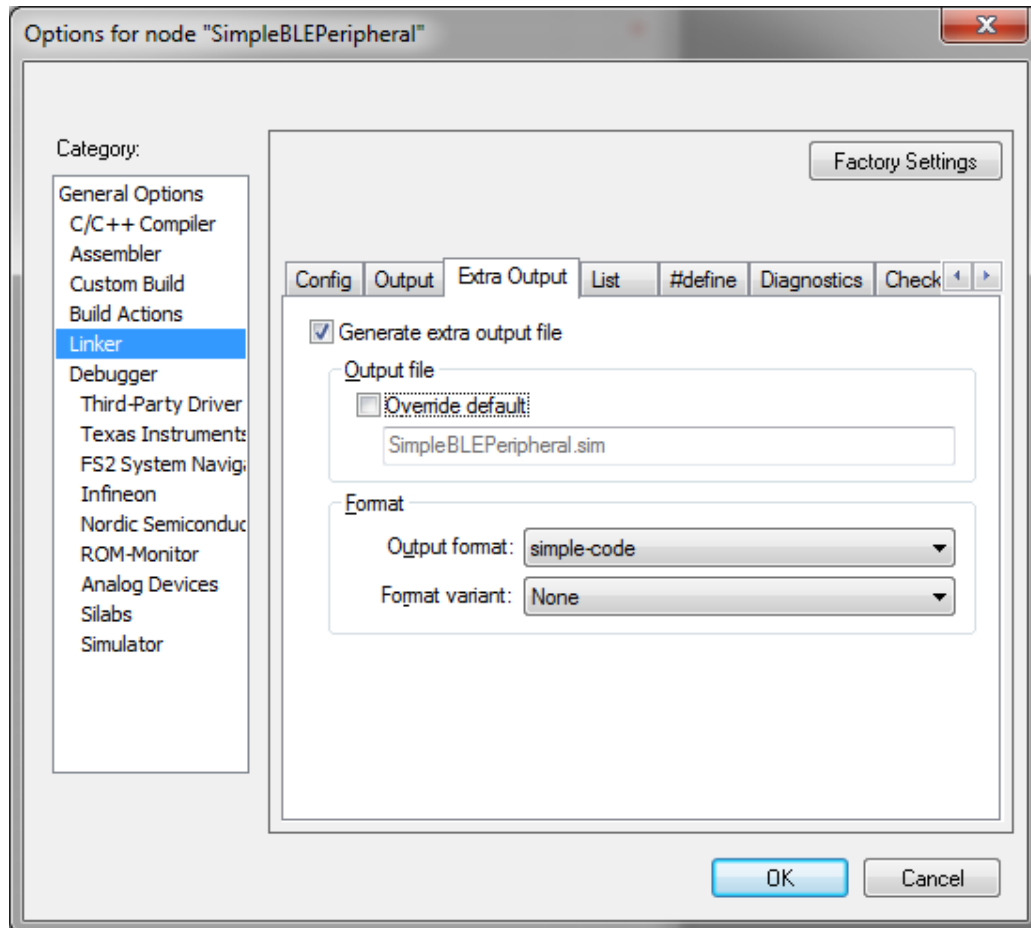 Options for node "SimpleBLEPeripheral"
Category:
Factory Settings
General Options
C/C++ Compiler
Assembler
Custom Build
Build Actions
Linker
Debugger
Third-Party Driver
Texas Instruments
FS2 System Naviga
Infineon
Nordic Semiconduc
ROM-Monitor
Analog Devices
Silabs
Simulator
Config Output Extra Output List #define Diagnostics Check
Generate extra output file
Output file
Override default
SimpleBLEPeripheral.sim
Format
Output format: simple-code
Format variant: None
OK Cancel